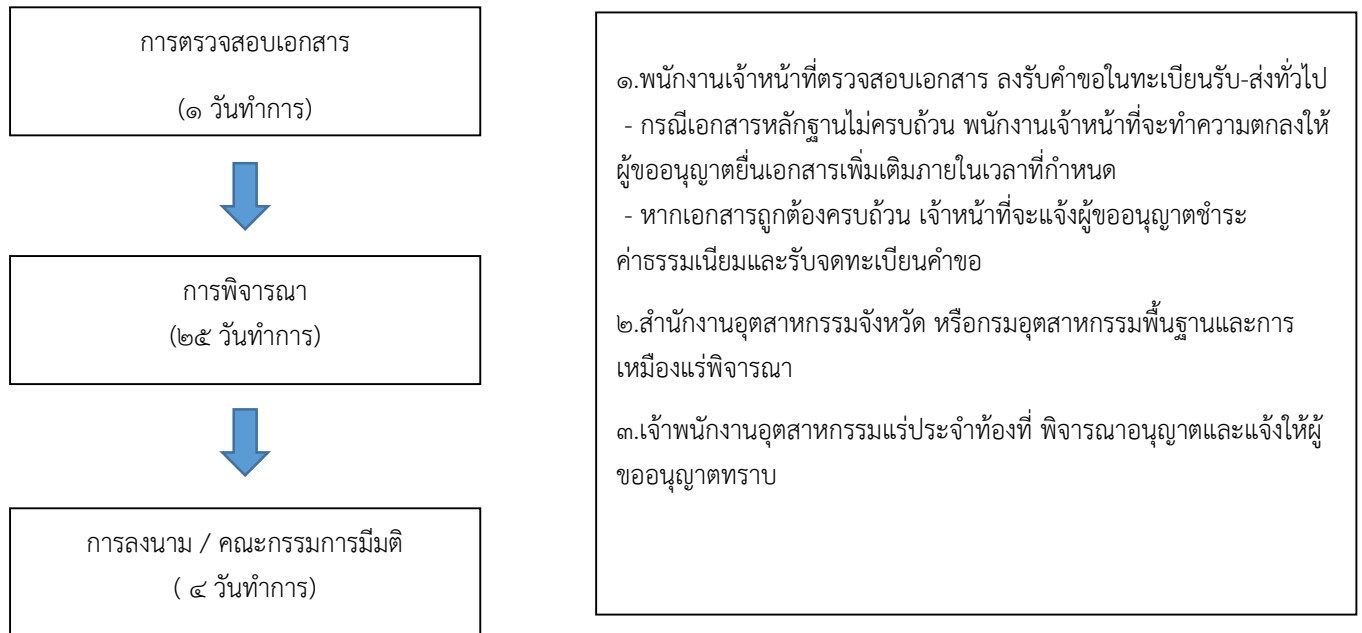 การตรวจสอบเอกสาร
(๑ วันทำการ)
การพิจารณา
(๒๕ วันทำการ)
การลงนาม / คณะกรรมการมีมติ
( ๔ วันทำการ)
๑.พนักงานเจ้าหน้าที่ตรวจสอบเอกสาร ลงรับคำขอในทะเบียนรับ-ส่งทั่วไป
- กรณีเอกสารหลักฐานไม่ครบถ้วน พนักงานเจ้าหน้าที่จะทำความตกลงให้
ผู้ขออนุญาตยื่นเอกสารเพิ่มเติมภายในเวลาที่กำหนด
- หากเอกสารถูกต้องครบถ้วน เจ้าหน้าที่จะแจ้งผู้ขออนุญาตชำระ
ค่าธรรมเนียมและรับจดทะเบียนคำขอ
๒.สำนักงานอุตสาหกรรมจังหวัด หรือกรมอุตสาหกรรมพื้นฐานและการ
เหมืองแร่พิจารณา
๓.เจ้าพนักงานอุตสาหกรรมแร่ประจำท้องที่ พิจารณาอนุญาตและแจ้งให้ผู้
ขออนุญาตทราบ